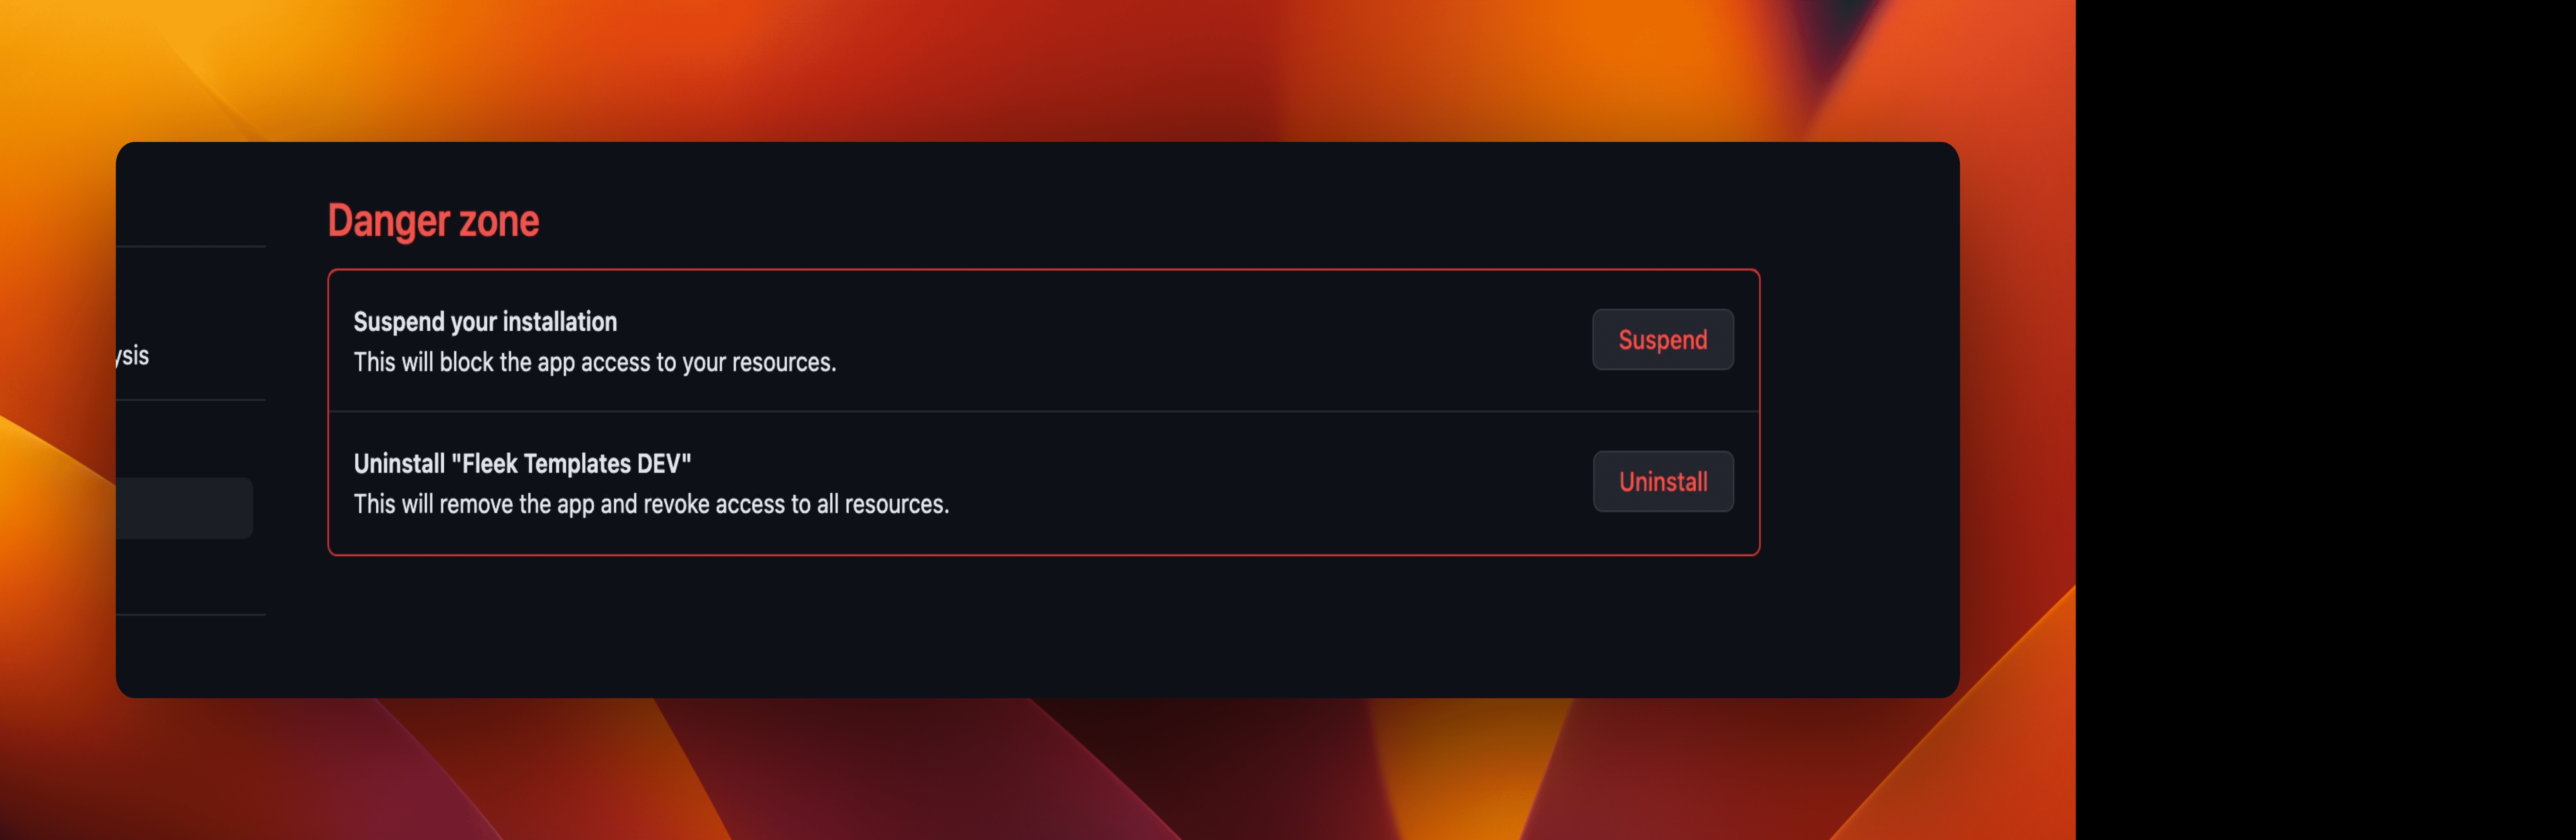 Danger zone
Suspend your installation
This will block the app access to your resources.
Suspend
ysis
Uninstall "Fleek Templates DEV"
This will remove the app and revoke access to all resources.
Uninstall